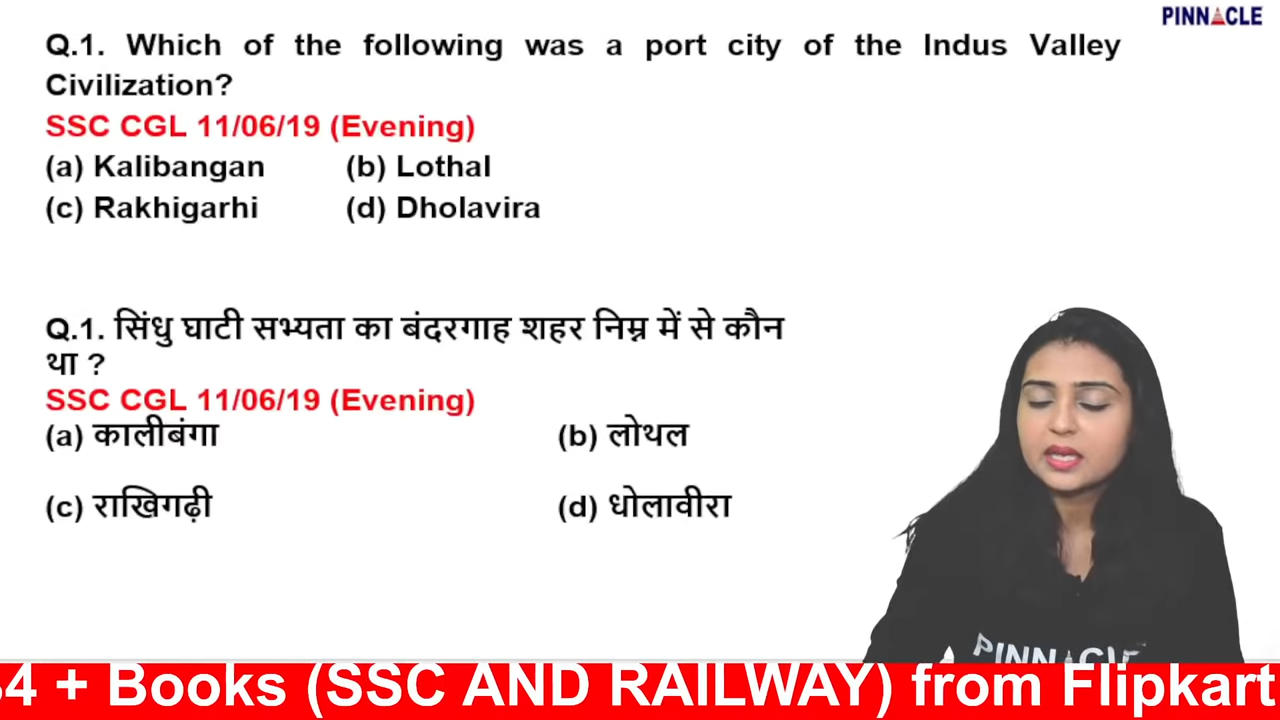 PINNACLE
Q.1. Which of the following was a port city of the Indus Valley
Civilization?
SSC CGL 11/06/19 (Evening)
(a) Kalibangan (b) Lothal
(c) Rakhigarhi (d) Dholavira
Q.1. सिंधु घाटी सभ्यता का बंदरगाह शहर निम्न में से कौन
था ?
SSC CGL 11/06/19 (Evening)
(a) कालीबंगा (b) लोथल
(c) राखिगढ़ी (d) धोलावीरा
PINNACLE
4 + Books (SSC AND RAILWAY) from Flipkart